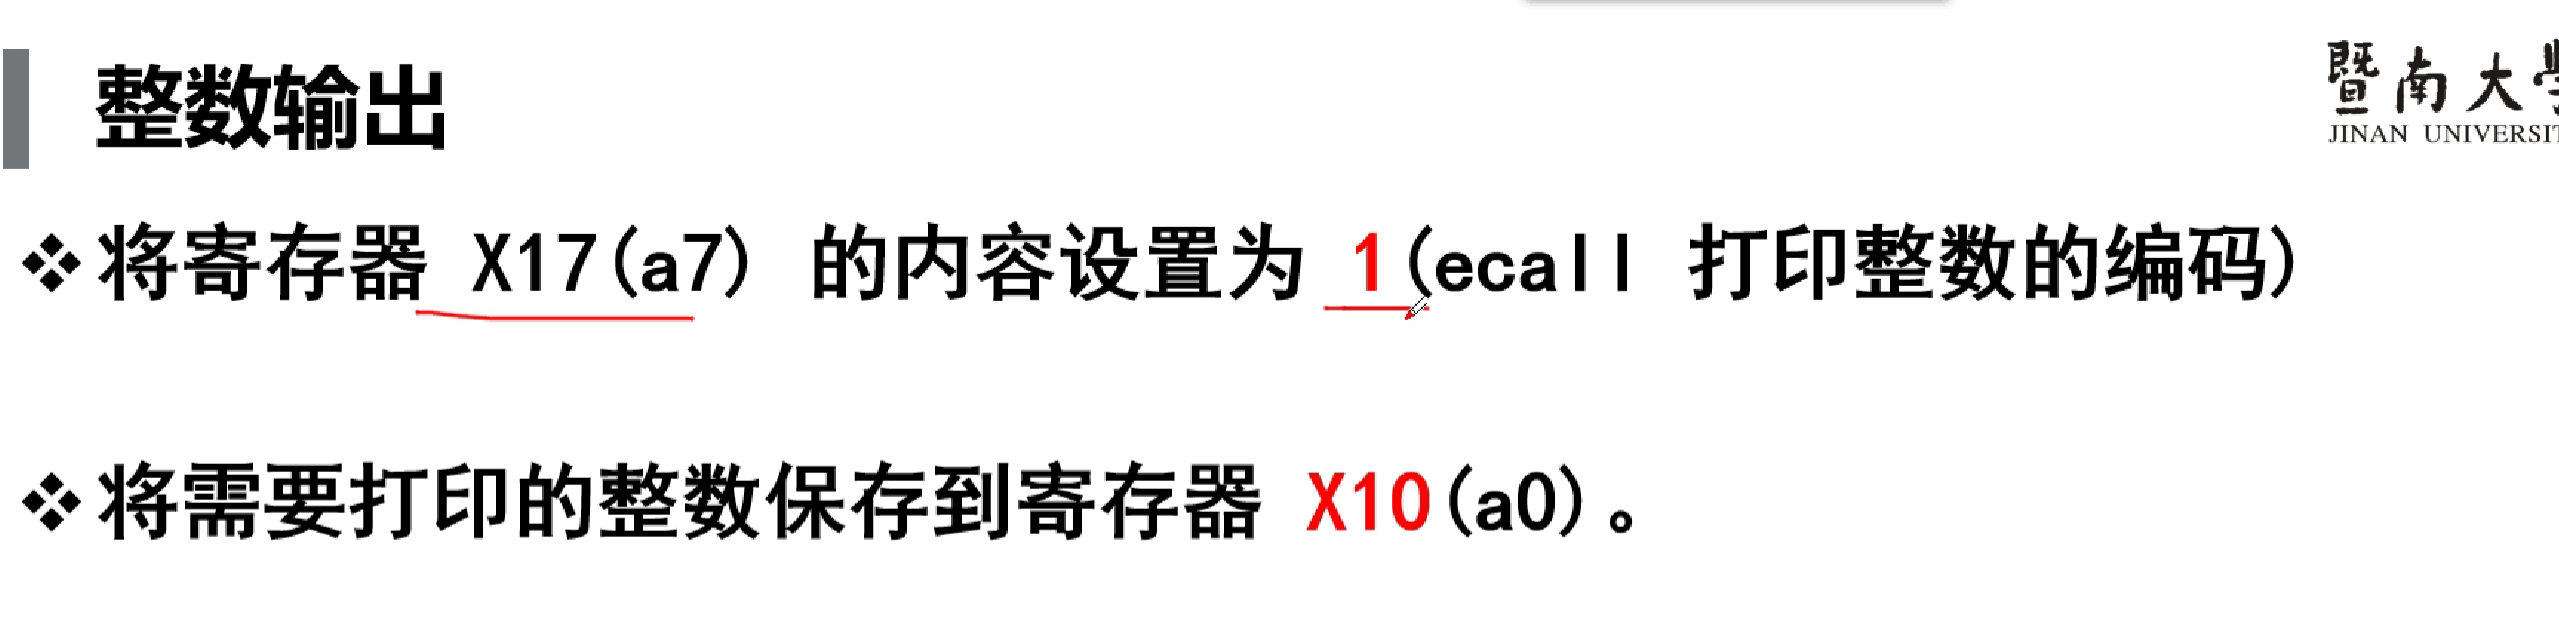 整数输出
暨南大
JINAN UNIVERSIT
❖将寄存器 X17(a7) 的内容设置为 1(ecall 打印整数的编码)
❖将需要打印的整数保存到寄存器 X10(a0)。